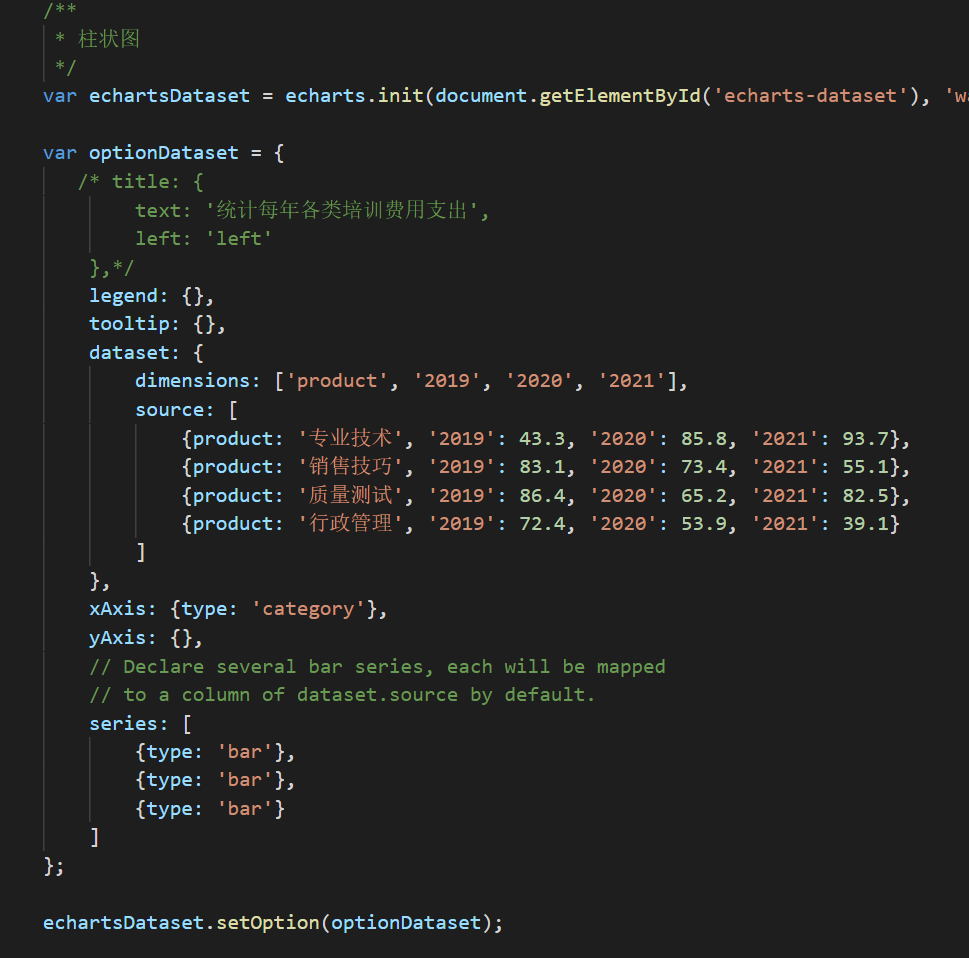 /**
* 柱状图
*/
var echartsDataset = echarts.init(document.getElementById('echarts-dataset'), 'wa
var optionDataset = {
/* title: {
text: '统计每年各类培训费用支出',
left: 'left'
},*/
legend: {},
tooltip: {},
dataset: {
dimensions: ['product', '2019', '2020', '2021'],
source: [
{product: '专业技术', '2019': 43.3, '2020': 85.8, '2021': 93.7},
{product: '销售技巧', '2019': 83.1, '2020': 73.4, '2021': 55.1},
{product: '质量测试', '2019': 86.4, '2020': 65.2, '2021': 82.5},
{product: '行政管理', '2019': 72.4, '2020': 53.9, '2021': 39.1}
]
},
xAxis: {type: 'category'},
yAxis: {},
// Declare several bar series, each will be mapped
// to a column of dataset.source by default.
series: [
{type: 'bar'},
{type: 'bar'},
{type: 'bar'}
]
};
echartsDataset.setOption(optionDataset);